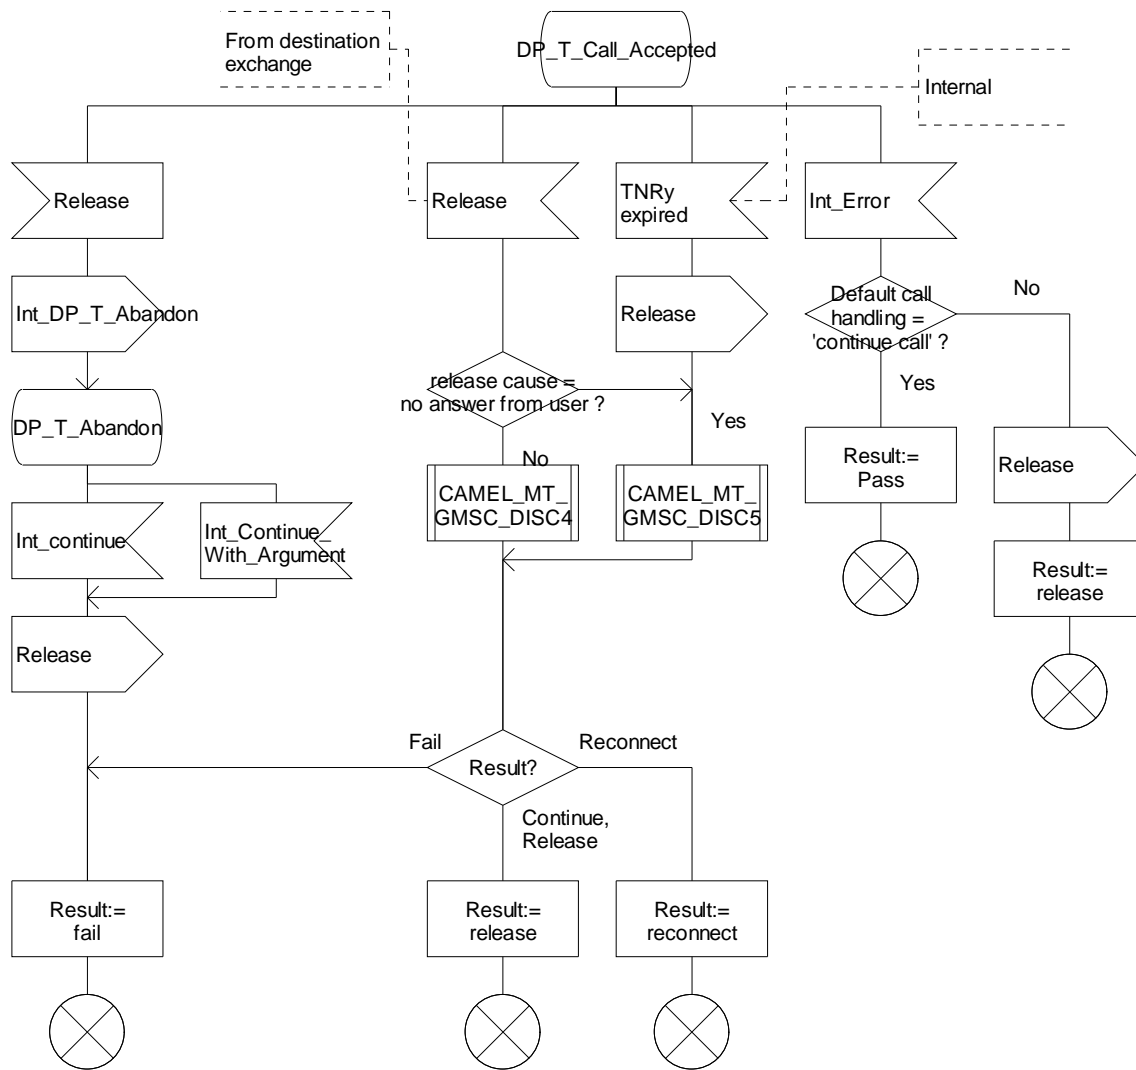 From destination
exchange
DP_T_Call_Accepted
Internal
Release
Release
TNRy
expired
Int_Error
Int_DP_T_Abandon
Release
Default call
handling =
'continue call' ?
No
release cause =
no answer from user ?
Yes
Yes
DP_T_Abandon
No
Result:=
Pass
Release
CAMEL_MT_
GMSC_DISC4
CAMEL_MT_
GMSC_DISC5
Int_continue
Int_Continue_
With_Argument
Result:=
release
Release
Fail
Reconnect
Result?
Continue,
Release
Result:=
fail
Result:=
release
Result:=
reconnect